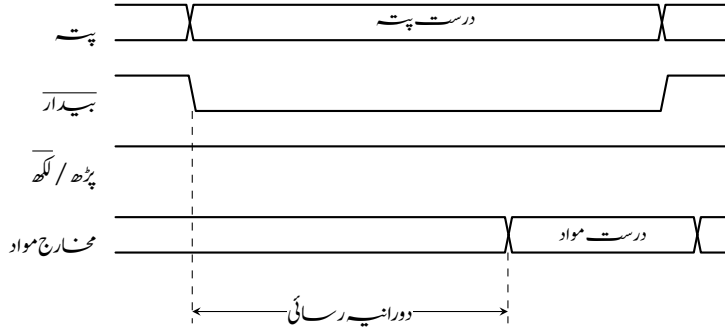 درست پتہ
پتہ
بیدار
پڑھ / لکھ
درست مواد
مخارج مواد
دورانیہ رسائی